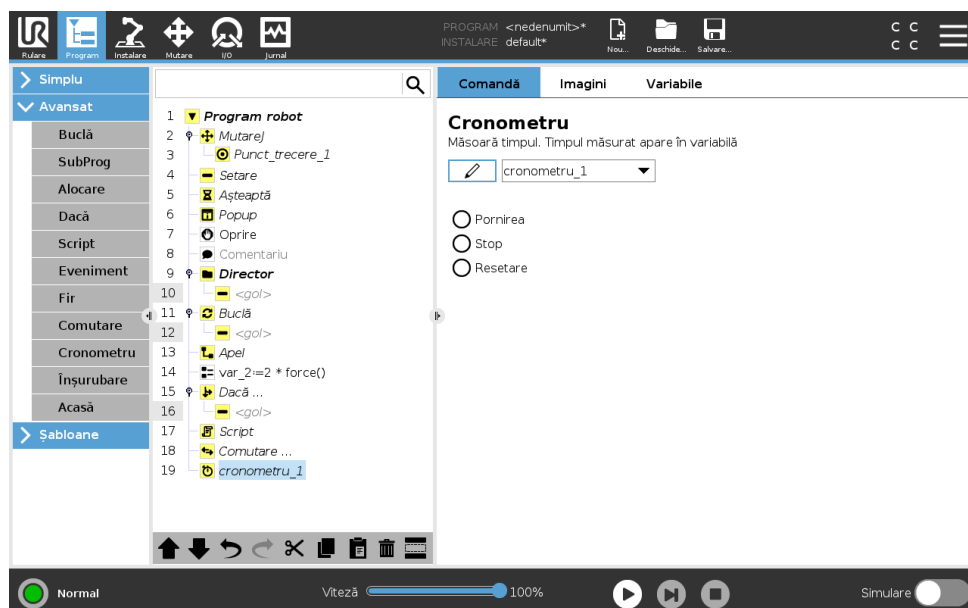 PROGRAM <nedenumit>*
INSTALARE default*
Rulare
Program
Instalare
Mutare
I/O
Jurnal
Nou...
Deschide...
Salvare...
C C
C C
Simplu
Avansat
Buclă
SubProg
Alocare
Dacă
Script
Eveniment
Fir
Comutare
Cronometru
Înșurubare
Acasă
Șabloane
1 Program robot
2 MutareJ
3 Punct_trecere_1
4 Setare
5 Așteaptă
6 Popup
7 Oprire
8 Comentariu
9 Director
10 <gol>
11 Buclă
12 <gol>
13 Apel
14 var_2:=2 * force()
15 Dacă ...
16 <gol>
17 Script
18 Comutare ...
19 cronometru_1
Comandă
Imagini
Variabile
Cronometru
Măsoară timpul. Timpul măsurat apare în variabilă
cronometru_1
Pornirea
Stop
Resetare
Normal
Viteză
100%
Simulare